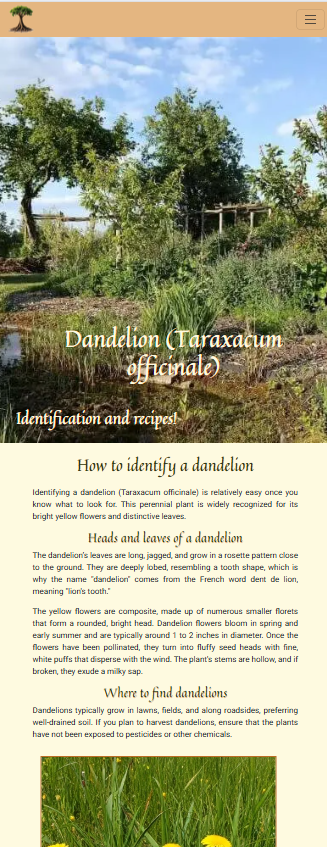 Dandelion (Taraxacum
officinale)
Identification and recipes!
How to identify a dandelion
Identifying a dandelion (Taraxacum officinale) is relatively easy once you
know what to look for. This perennial plant is widely recognized for its
bright yellow flowers and distinctive leaves.
Heads and leaves of a dandelion
The dandelion's leaves are long, jagged, and grow in a rosette pattern close
to the ground. They are deeply lobed, resembling a tooth shape, which is
why the name "dandelion" comes from the French word dent de lion,
meaning "lion's tooth."
The yellow flowers are composite, made up of numerous smaller florets
that form a rounded, bright head. Dandelion flowers bloom in spring and
early summer and are typically around 1 to 2 inches in diameter. Once the
flowers have been pollinated, they turn into fluffy seed heads with fine,
white puffs that disperse with the wind. The plant's stems are hollow, and if
broken, they exude a milky sap.
Where to find dandelions
Dandelions typically grow in lawns, fields, and along roadsides, preferring
well-drained soil. If you plan to harvest dandelions, ensure that the plants
have not been exposed to pesticides or other chemicals.